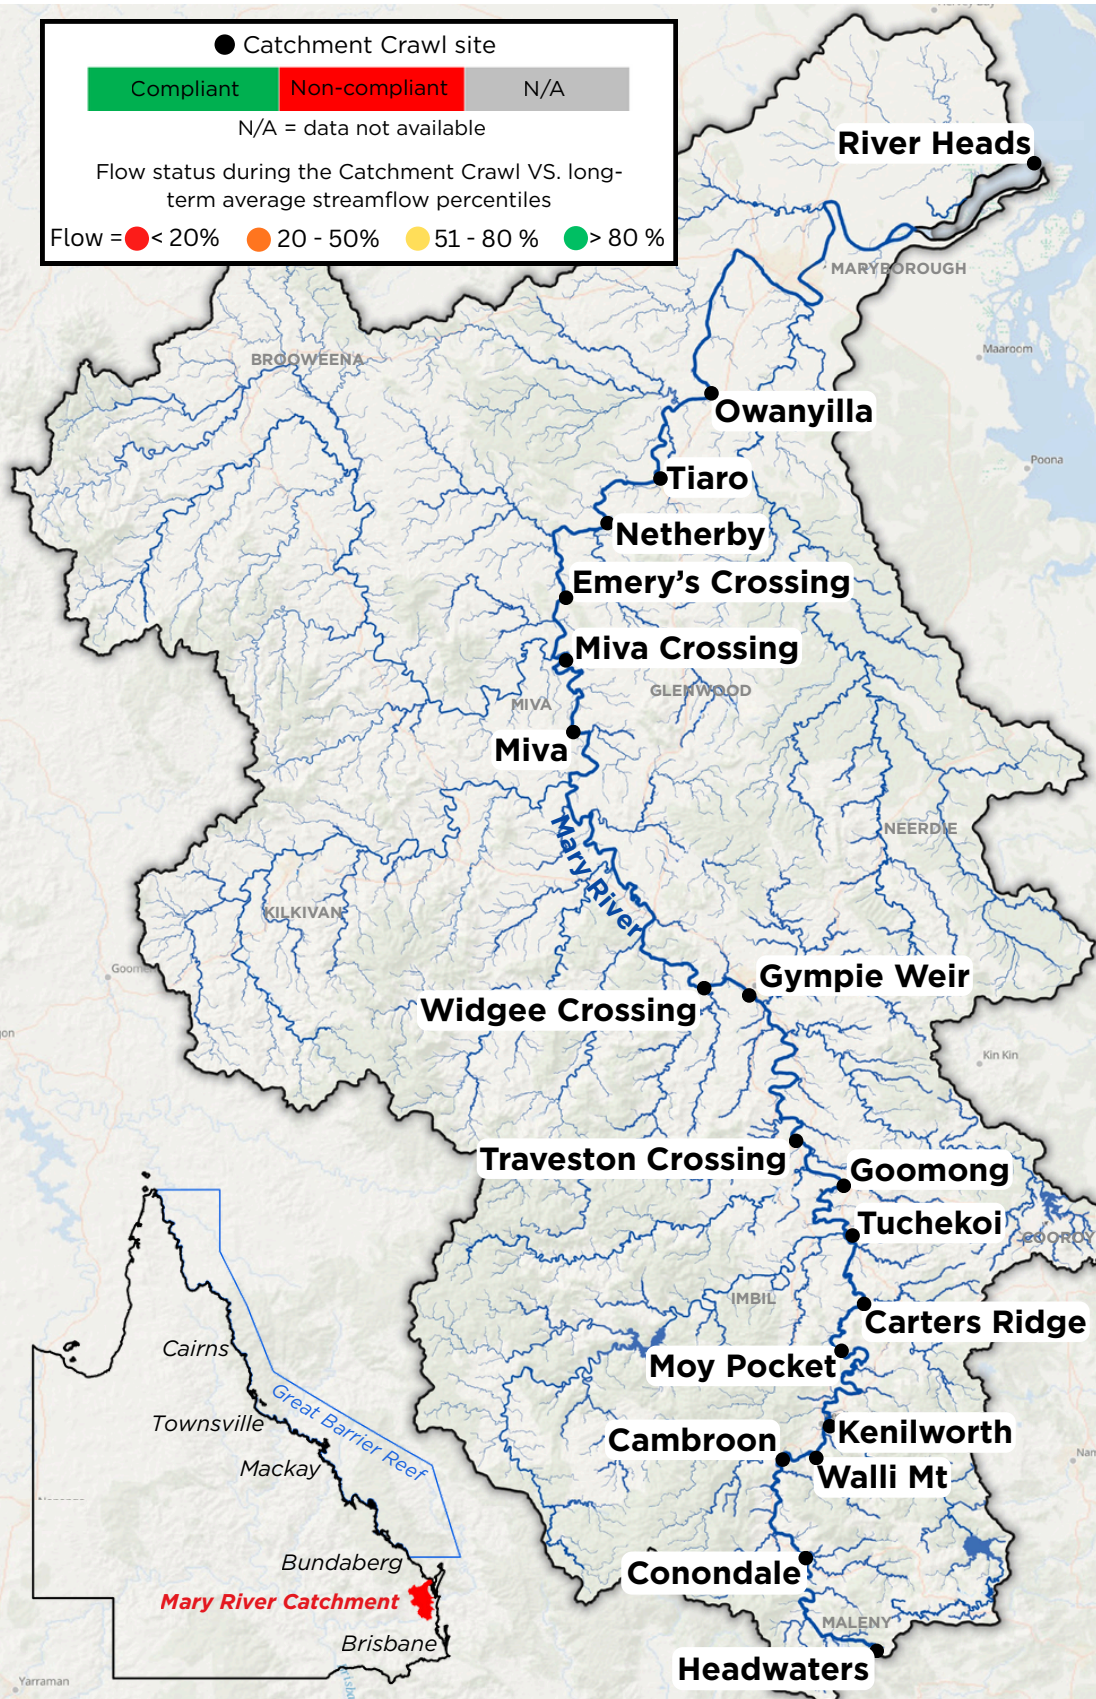 Catchment Crawl site
Compliant
Non-compliant
N/A
N/A = data not available
Flow status during the Catchment Crawl VS. long-
term average streamflow percentiles
Flow = < 20% 20 - 50% 51 - 80 % > 80 %
River Heads
MARYBOROUGH
Maaroom
BROOWEENA
Owanyilla
Poona
Tiaro
Netherby
Emery's Crossing
Miva Crossing
GLENWOOD
MIVA
Miva
Mary River
NEERDIE
KILKIVAN
Goome
Gympie Weir
Widgee Crossing
Kin Kin
Traveston Crossing
Goomong
Tuchekoi
COOROY
IMBIL
Carters Ridge
Moy Pocket
Kenilworth
Cambroon
Walli Mt
Nam
Conondale
MALENY
Headwaters
Cairns
Great Barrier Reef
Townsville
Mackay
Bundaberg
Mary River Catchment
Brisbane
Yarraman